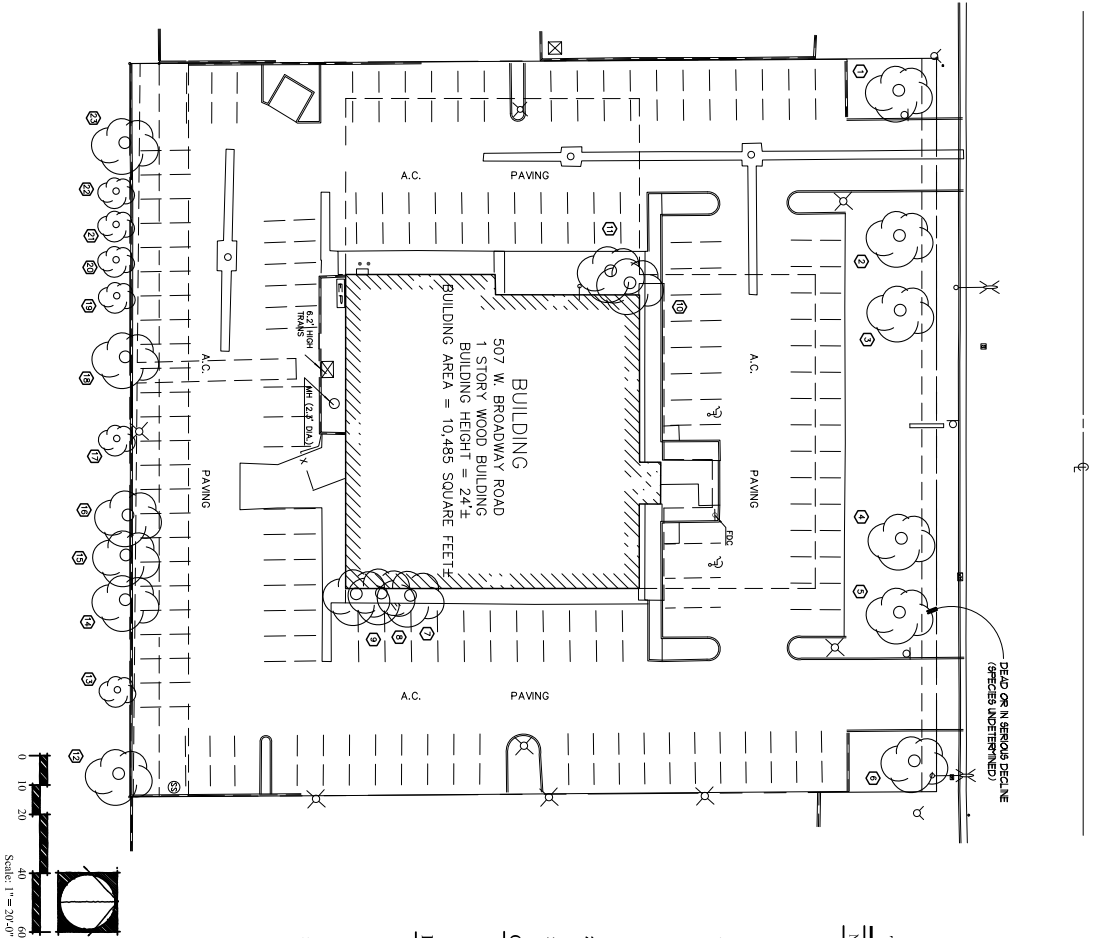 BUILDING
507 W. BROADWAY ROAD
1 STORY WOOD BUILDING
BUILDING HEIGHT = 24'±
BUILDING AREA = 10,485 SQUARE FEET±
A.C. PAVING
A.C. PAVING
A.C. PAVING
A.C. PAVING
DEAD OR IN SERIOUS DECLINE
(SPECIES UNDETERMINED)
FDC
EP
6.2' HIGH
TRANS
MH (2.3' DIA.)
X
SS
1
2
3
4
5
6
7
8
9
10
11
12
13
14
15
16
17
18
19
20
21
22
23
0 10 20 40 60
Scale: 1" = 20'-0"